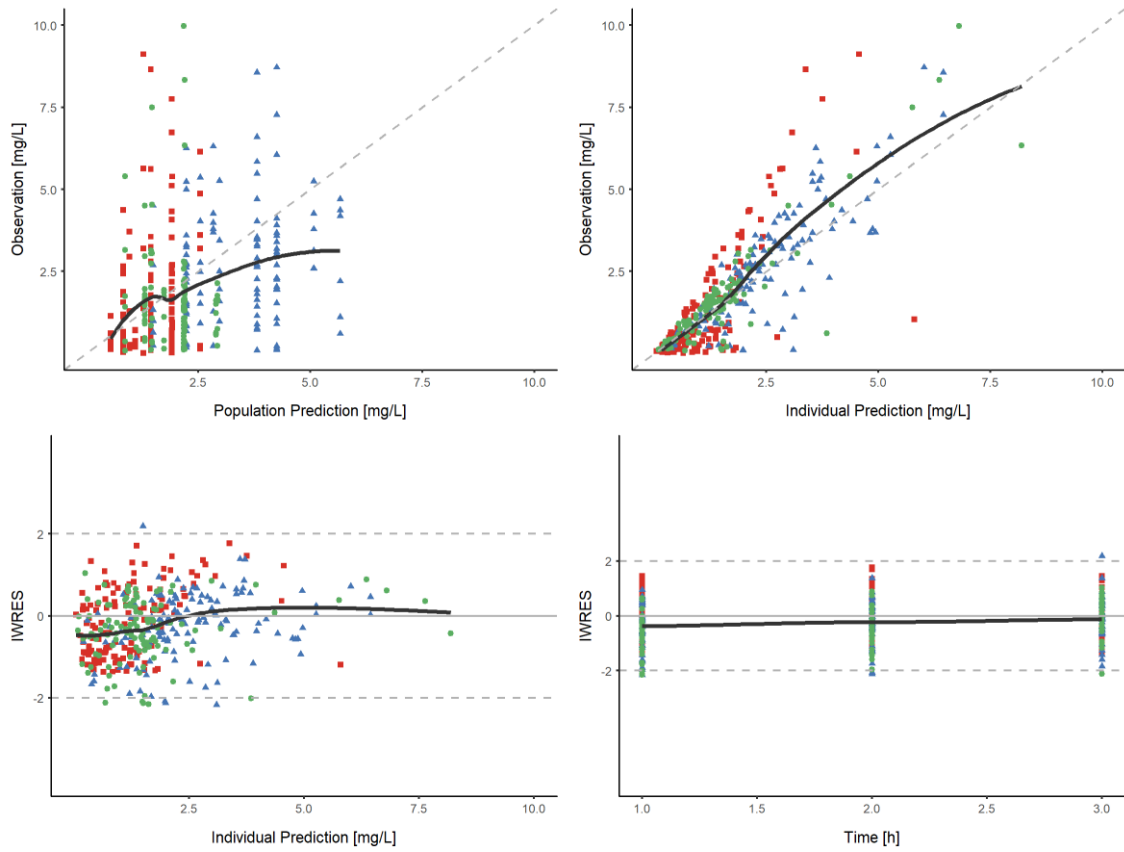 10.0
7.5
5.0
2.5
Observation [mg/L]
2.5 5.0 7.5 10.0
Population Prediction [mg/L]
10.0
7.5
5.0
2.5
Observation [mg/L]
2.5 5.0 7.5 10.0
Individual Prediction [mg/L]
2
0
-2
IWRES
2.5 5.0 7.5 10.0
Individual Prediction [mg/L]
2
0
-2
IWRES
1.0 1.5 2.0 2.5 3.0
Time [h]